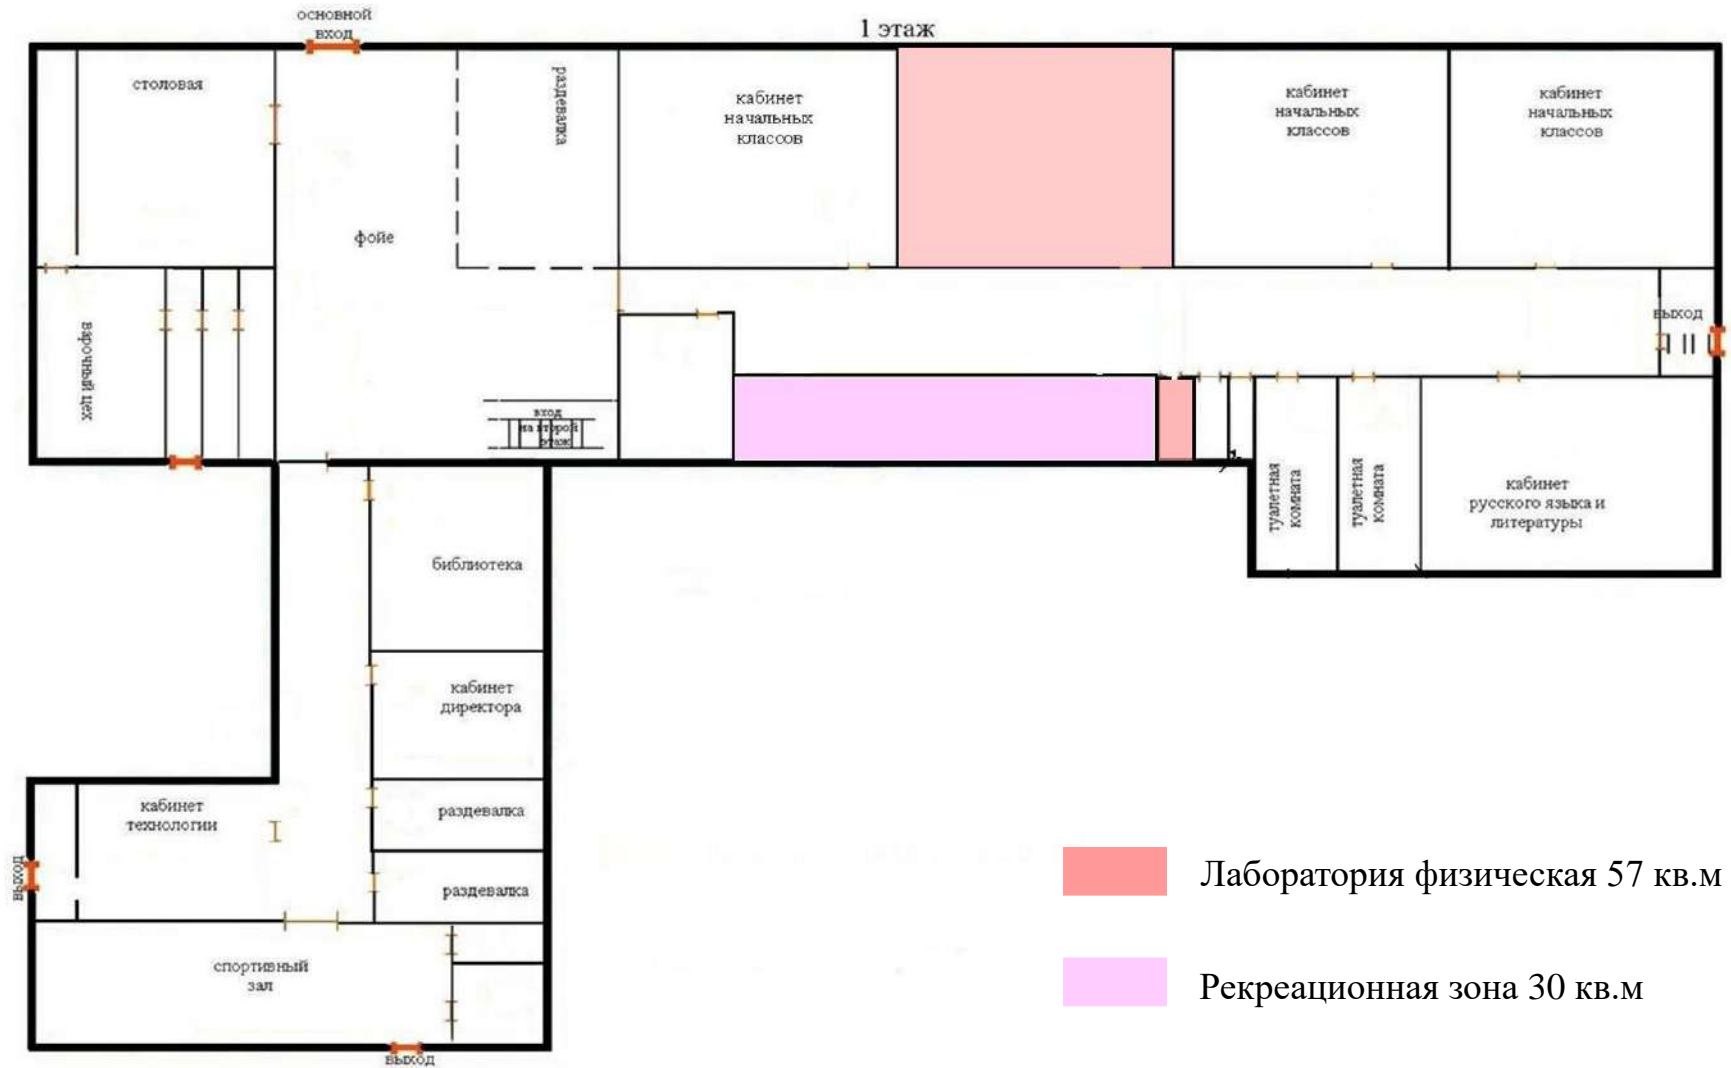 1 этаж
основной
вход
столовая
раздевалка
кабинет
начальных
классов
кабинет
начальных
классов
кабинет
начальных
классов
фойе
варочный цех
выход
вход
на второй
этаж
туалетная
комната
туалетная
комната
кабинет
русского языка и
литературы
библиотека
кабинет
директора
кабинет
технологии
раздевалка
раздевалка
выход
спортивный
зал
выход
Лаборатория физическая 57 кв.м
Рекреационная зона 30 кв.м